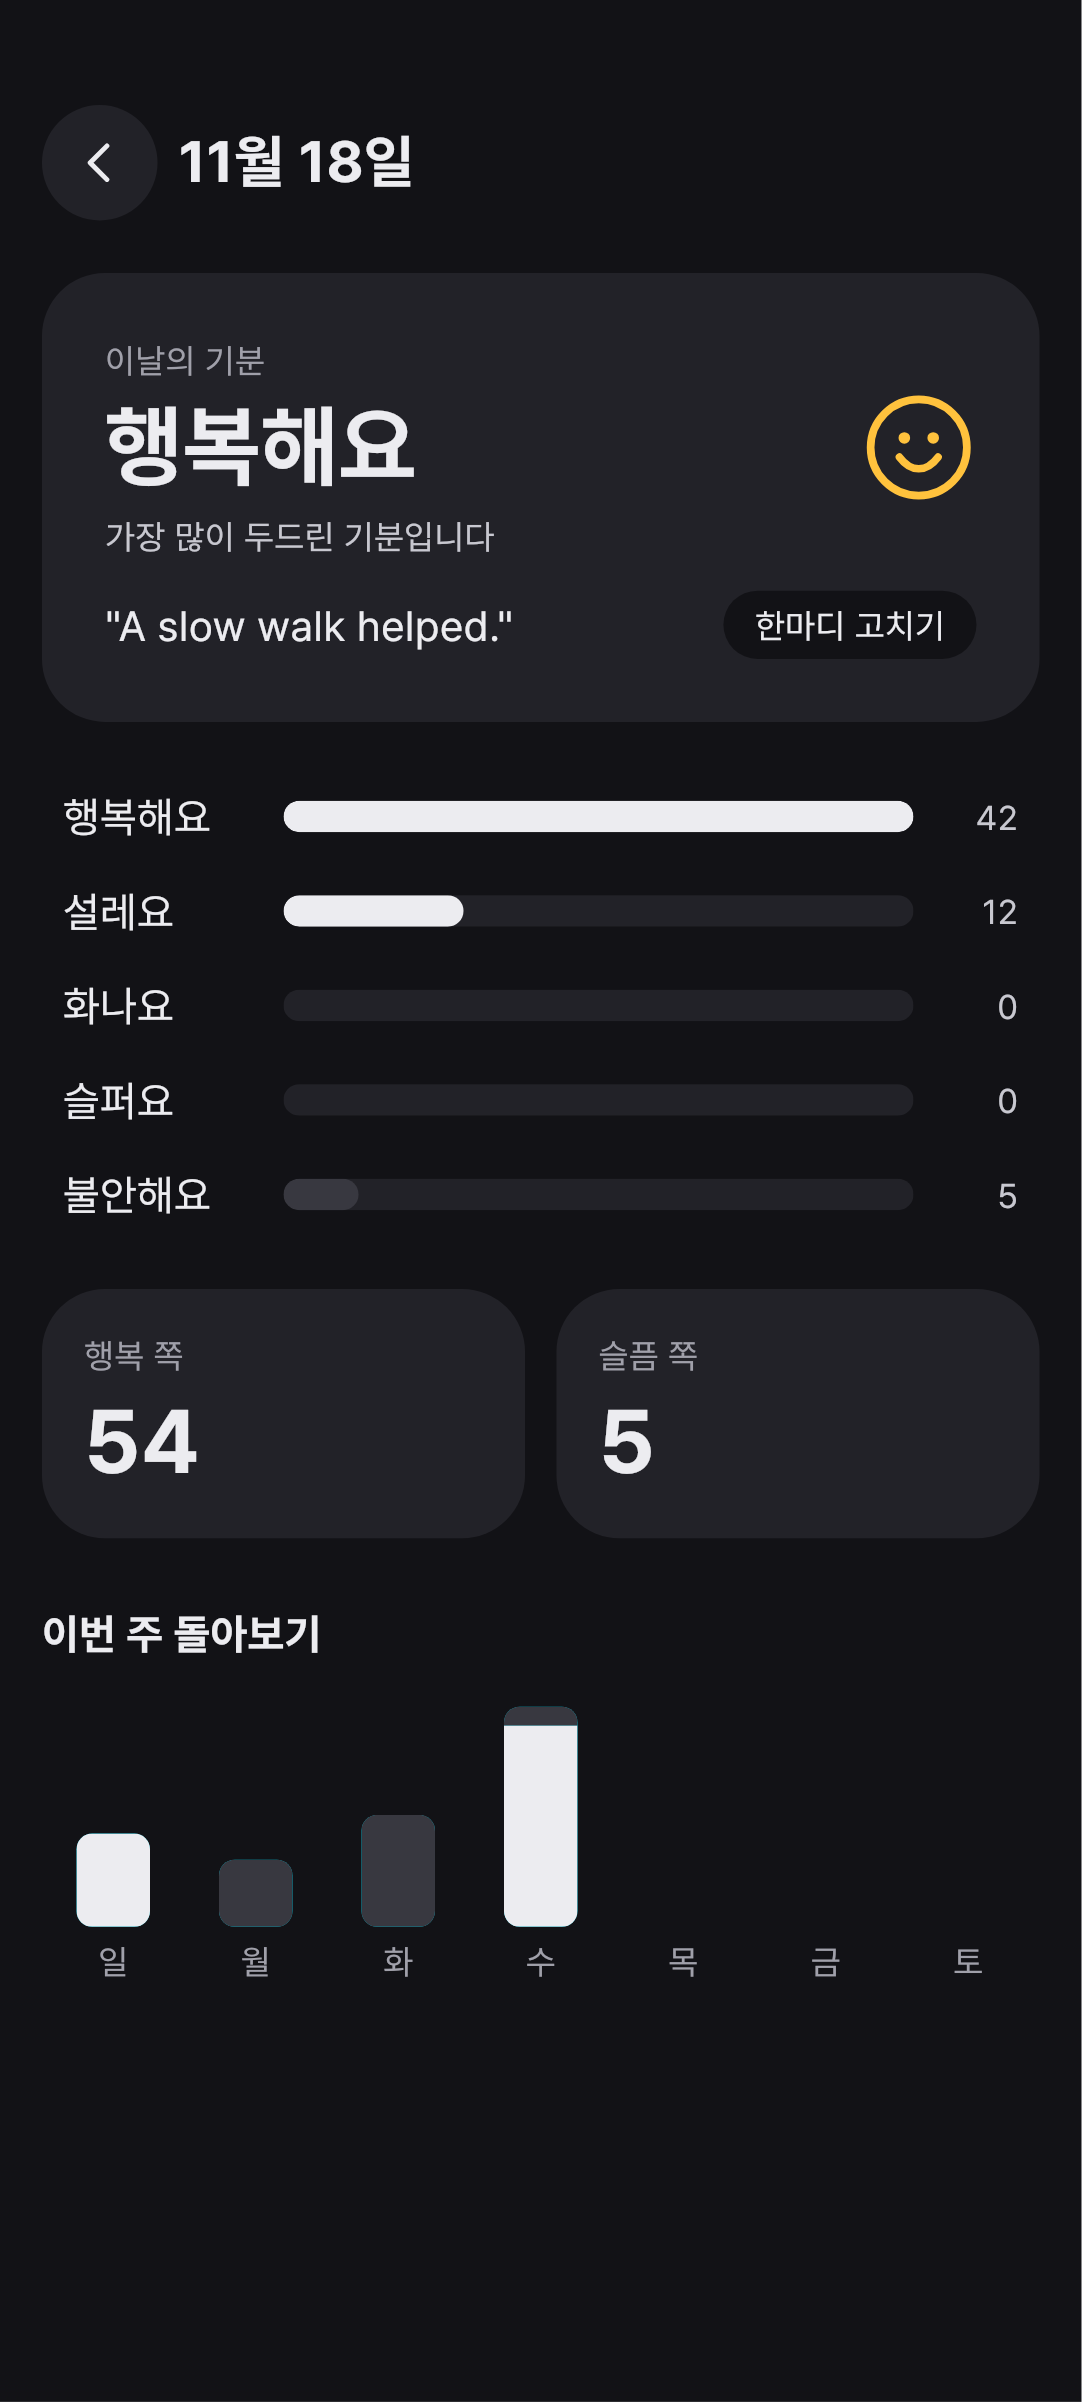 11월 18일
이날의 기분
행복해요
가장 많이 두드린 기분입니다
"A slow walk helped."
한마디 고치기
행복해요 42
설레요 12
화나요 0
슬퍼요 0
불안해요 5
행복 쪽
54
슬픔 쪽
5
이번 주 돌아보기
일 월 화 수 목 금 토